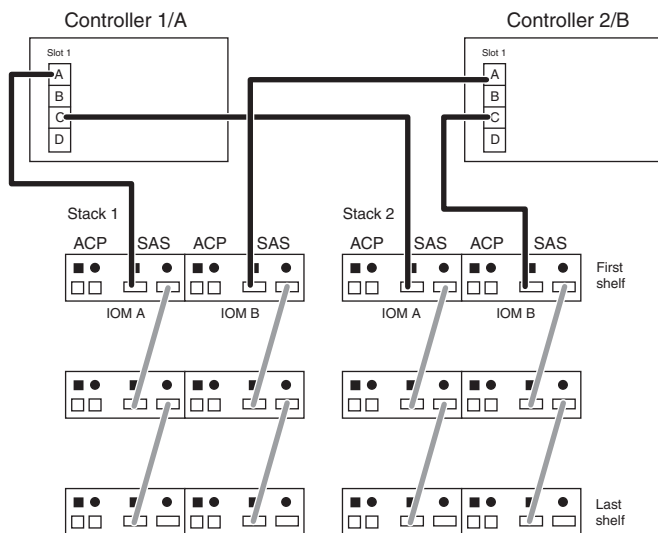 Controller 1/A
Controller 2/B
Slot 1
A
B
C
D
Slot 1
A
B
C
D
Stack 1
Stack 2
ACP SAS ACP SAS
ACP SAS ACP SAS
First
shelf
IOM A IOM B
IOM A IOM B
Last
shelf